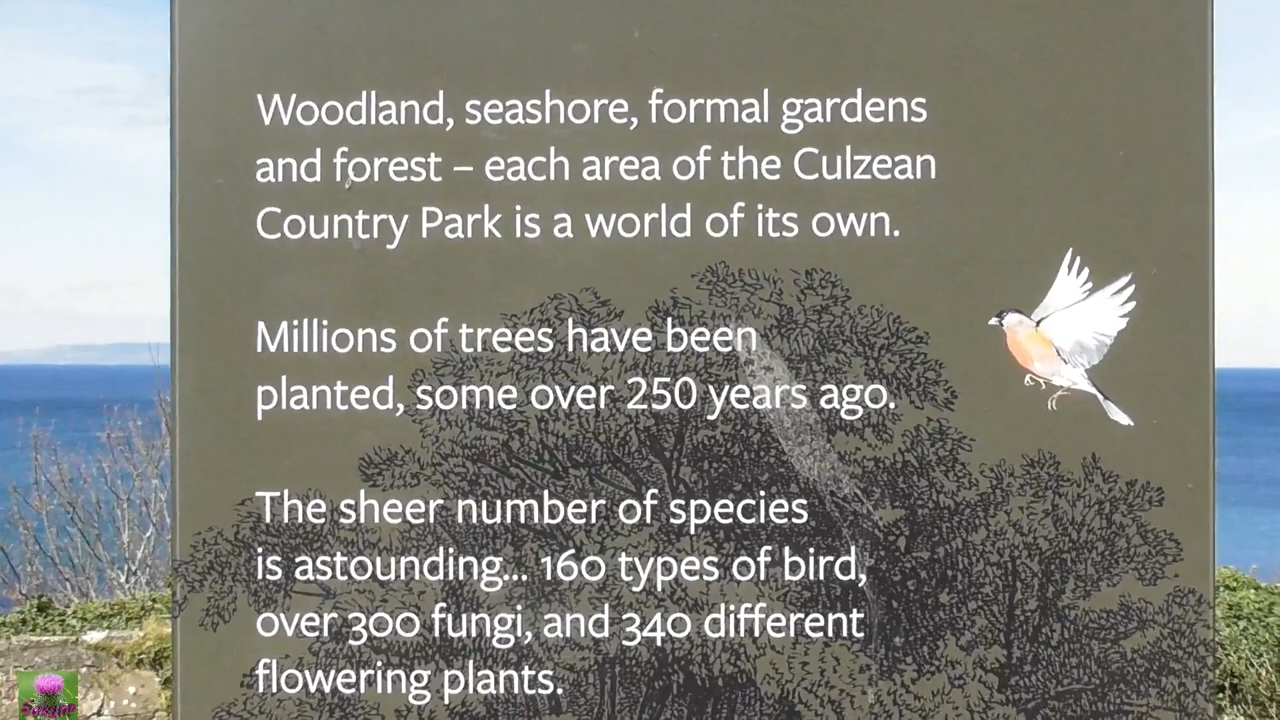 Woodland, seashore, formal gardens
and forest – each area of the Culzean
Country Park is a world of its own.
Millions of trees have been
planted, some over 250 years ago.
The sheer number of species
is astounding... 160 types of bird,
over 300 fungi, and 340 different
flowering plants.